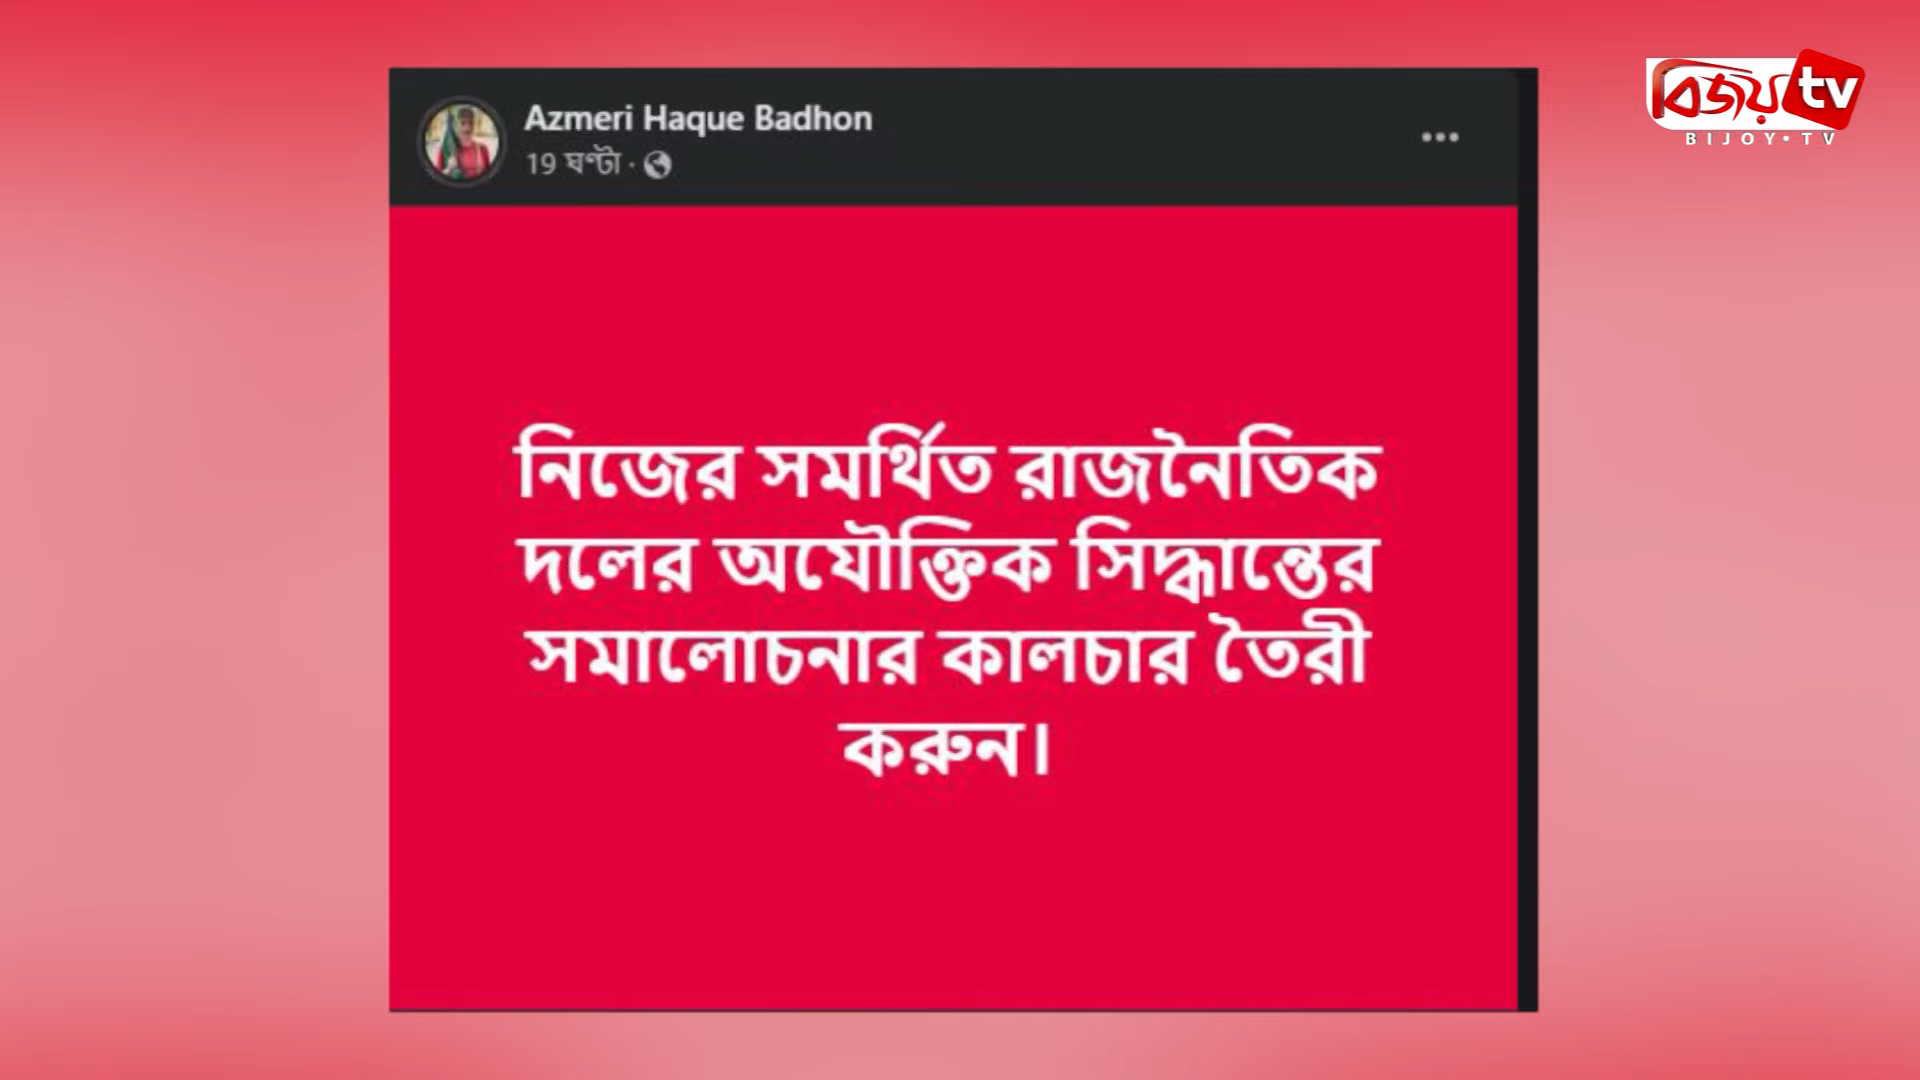 Azmeri Haque Badhon
19 ঘণ্টা
নিজের সমর্থিত রাজনৈতিক
দলের অযৌক্তিক সিদ্ধান্তের
সমালোচনার কালচার তৈরী
করুন।
বিজয় tv
BIJOY•TV